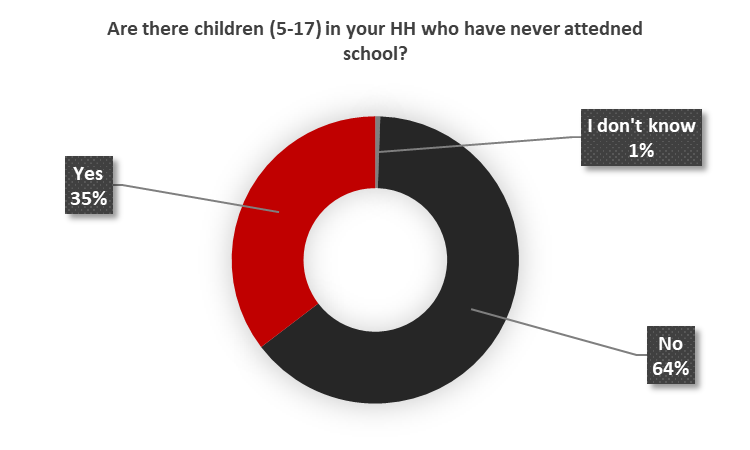 Are there children (5-17) in your HH who have never attedned
school?
I don't know
1%
Yes
35%
No
64%